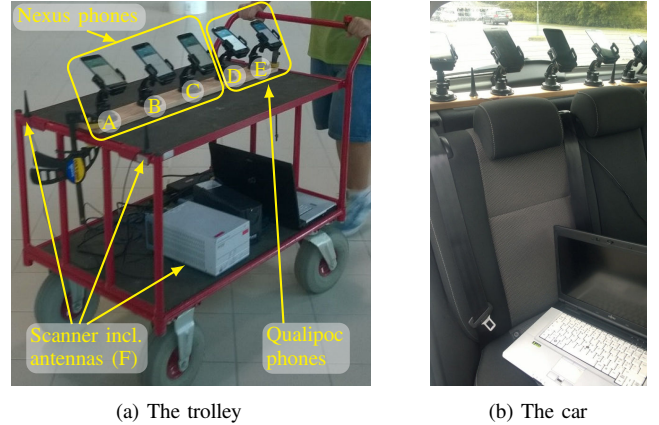 Nexus phones
A
B
C
D
E
Scanner incl.
antennas (F)
Qualipoc
phones
(a) The trolley
(b) The car